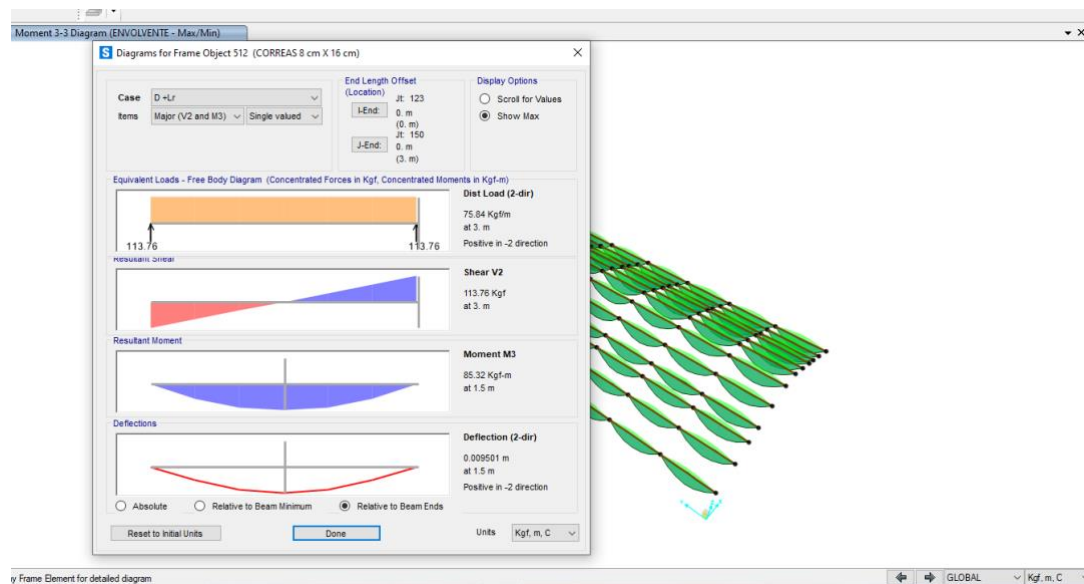 Moment 3-3 Diagram (ENVOLVENTE - Max/Min)
S Diagrams for Frame Object 512 (CORREAS 8 cm X 16 cm)
Case D +Lr
Items Major (V2 and M3) Single valued
End Length Offset
(Location)
I-End:
Jt: 123
0. m
(0. m)
J-End:
Jt: 150
0. m
(3. m)
Display Options
Scroll for Values
Show Max
Equivalent Loads - Free Body Diagram (Concentrated Forces in Kgf, Concentrated Moments in Kgf-m)
113.76
113.76
Dist Load (2-dir)
75.84 Kgf/m
at 3. m
Positive in -2 direction
Resultant Shear
Shear V2
113.76 Kgf
at 3. m
Resultant Moment
Moment M3
85.32 Kgf-m
at 1.5 m
Deflections
Deflection (2-dir)
0.009501 m
at 1.5 m
Positive in -2 direction
Absolute Relative to Beam Minimum Relative to Beam Ends
Reset to Initial Units Done Units Kgf, m, C
y Frame Element for detailed diagram
GLOBAL Kgf, m, C